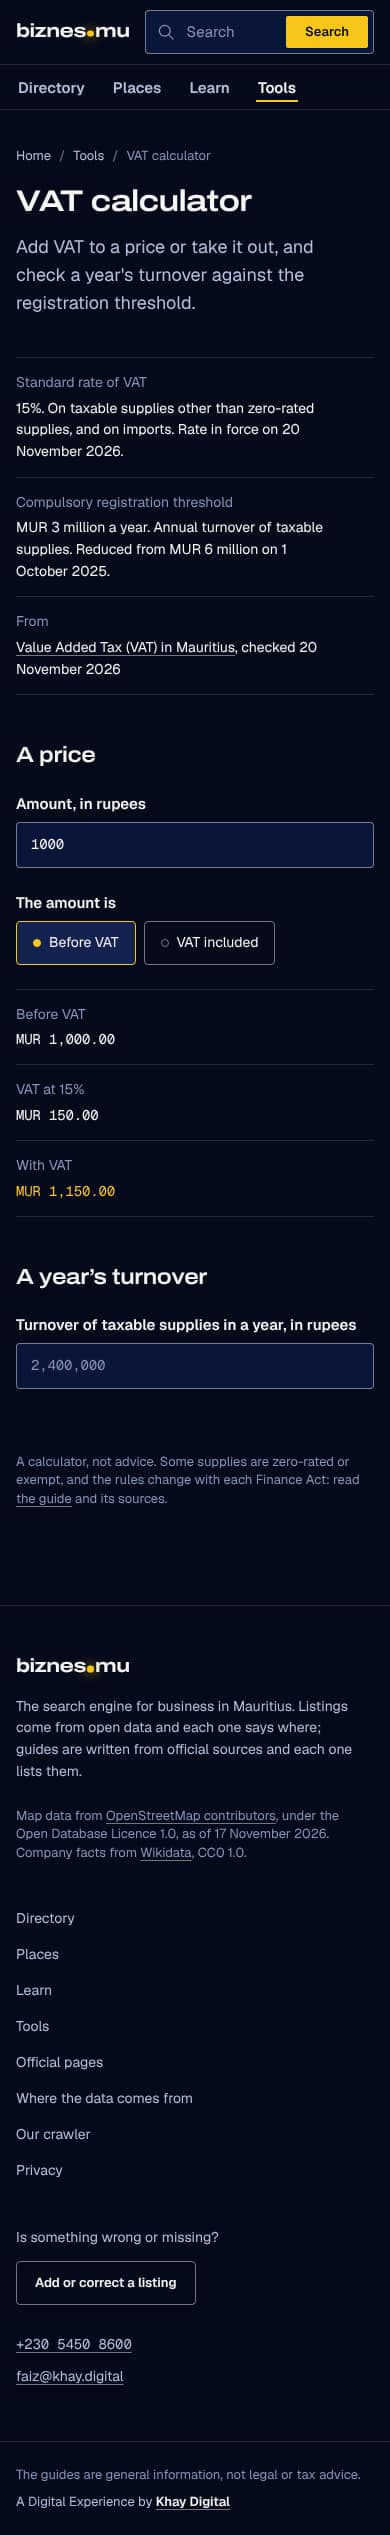 biznes.mu
Search
Search
Directory Places Learn Tools
Home / Tools / VAT calculator
VAT calculator
Add VAT to a price or take it out, and
check a year's turnover against the
registration threshold.
Standard rate of VAT
15%. On taxable supplies other than zero-rated
supplies, and on imports. Rate in force on 20
November 2026.
Compulsory registration threshold
MUR 3 million a year. Annual turnover of taxable
supplies. Reduced from MUR 6 million on 1
October 2025.
From
Value Added Tax (VAT) in Mauritius, checked 20
November 2026
A price
Amount, in rupees
1000
The amount is
Before VAT
VAT included
Before VAT
MUR 1,000.00
VAT at 15%
MUR 150.00
With VAT
MUR 1,150.00
A year’s turnover
Turnover of taxable supplies in a year, in rupees
2,400,000
A calculator, not advice. Some supplies are zero-rated or
exempt, and the rules change with each Finance Act: read
the guide and its sources.
biznes.mu
The search engine for business in Mauritius. Listings
come from open data and each one says where;
guides are written from official sources and each one
lists them.
Map data from OpenStreetMap contributors, under the
Open Database Licence 1.0, as of 17 November 2026.
Company facts from Wikidata, CC0 1.0.
Directory
Places
Learn
Tools
Official pages
Where the data comes from
Our crawler
Privacy
Is something wrong or missing?
Add or correct a listing
+230 5450 8600
faiz@khay.digital
The guides are general information, not legal or tax advice.
A Digital Experience by Khay Digital